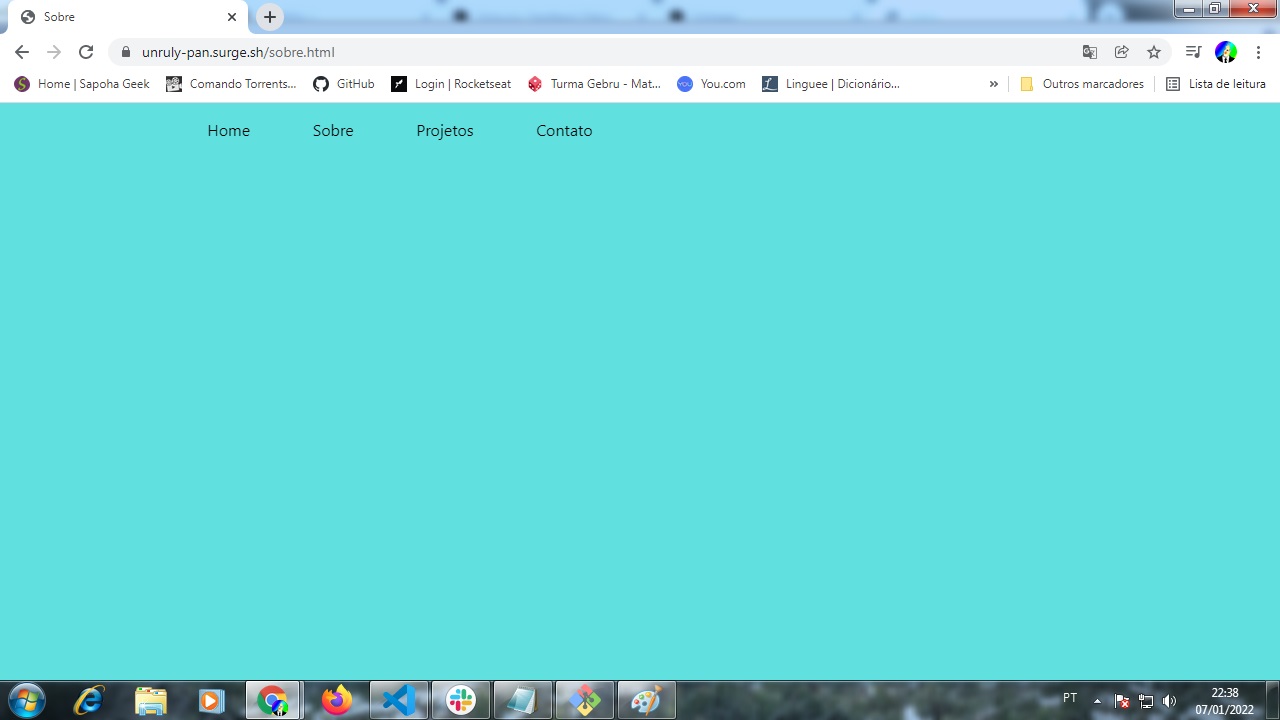 Sobre
unruly-pan.surge.sh/sobre.html
Home | Sapoha Geek
Comando Torrents...
GitHub
Login | Rocketseat
Turma Gebru - Mat...
YOU
You.com
Linguee | Dicionário...
»
Outros marcadores
Lista de leitura
Home
Sobre
Projetos
Contato
PT
22:38
07/01/2022